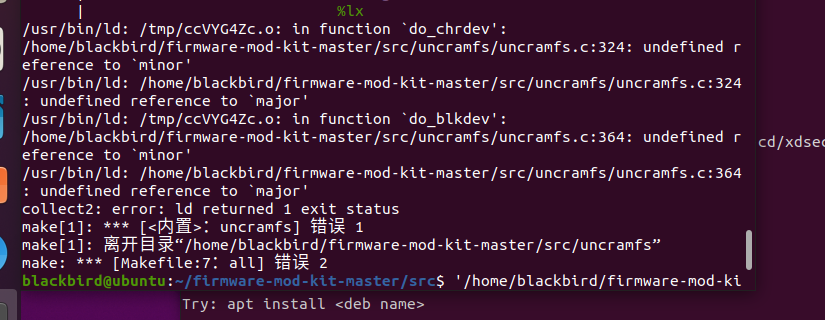 |                              %lx
/usr/bin/ld: /tmp/ccVYG4Zc.o: in function `do_chrdev':
/home/blackbird/firmware-mod-kit-master/src/uncramfs/uncramfs.c:324: undefined r
eference to `minor'
/usr/bin/ld: /home/blackbird/firmware-mod-kit-master/src/uncramfs/uncramfs.c:324
: undefined reference to `major'
/usr/bin/ld: /tmp/ccVYG4Zc.o: in function `do_blkdev':
/home/blackbird/firmware-mod-kit-master/src/uncramfs/uncramfs.c:364: undefined r
eference to `minor'
/usr/bin/ld: /home/blackbird/firmware-mod-kit-master/src/uncramfs/uncramfs.c:364
: undefined reference to `major'
collect2: error: ld returned 1 exit status
make[1]: *** [<内置>：uncramfs] 错误 1
make[1]: 离开目录“/home/blackbird/firmware-mod-kit-master/src/uncramfs”
make: *** [Makefile:7：all] 错误 2
blackbird@ubuntu:~/firmware-mod-kit-master/src$ '/home/blackbird/firmware-mod-ki
cd/xdsec
Try: apt install <deb name>